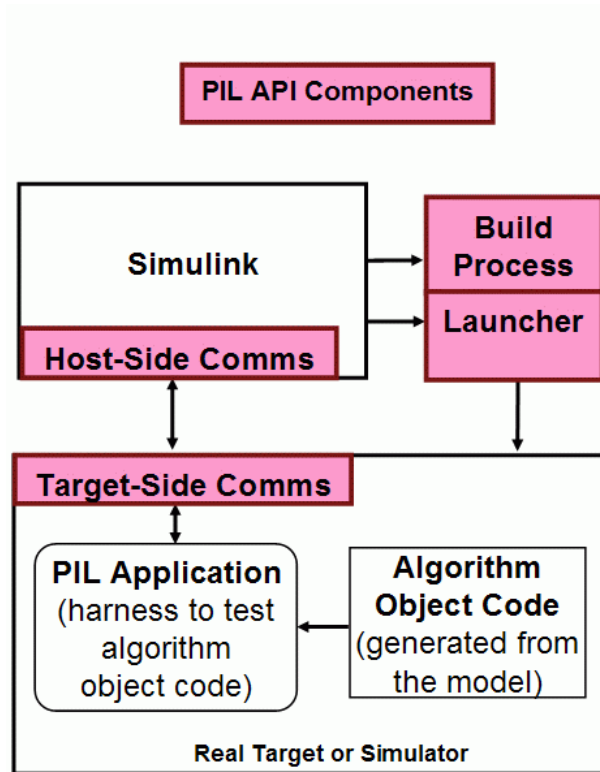 PIL API Components
Simulink
Build
Process
Launcher
Host-Side Comms
Target-Side Comms
PIL Application
(harness to test
algorithm
object code)
Algorithm
Object Code
(generated from
the model)
Real Target or Simulator